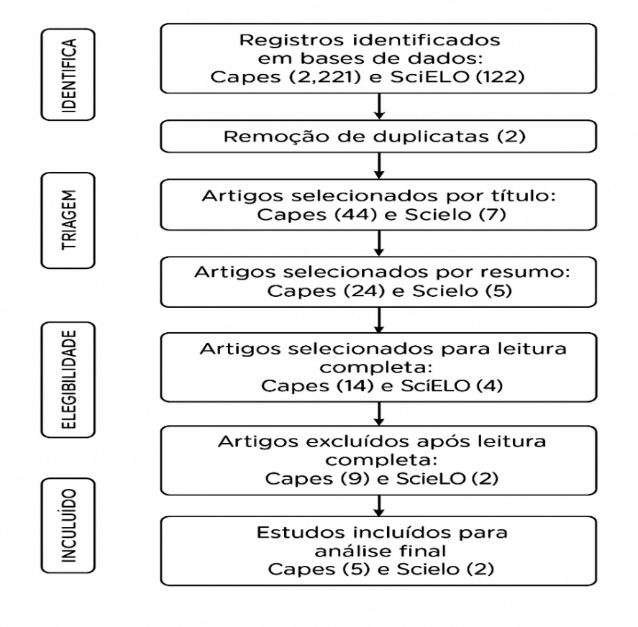 IDENTIFICA
Registros identificados
em bases de dados:
Capes (2,221) e SciELO (122)
Remoção de duplicatas (2)
TRIAGEM
Artigos selecionados por título:
Capes (44) e Scielo (7)
Artigos selecionados por resumo:
Capes (24) e Scielo (5)
ELEGIBILIDADE
Artigos selecionados para leitura
completa:
Capes (14) e SciELO (4)
Artigos excluídos após leitura
completa:
Capes (9) e ScieLO (2)
INCULUÍDO
Estudos incluídos para
análise final
Capes (5) e Scielo (2)